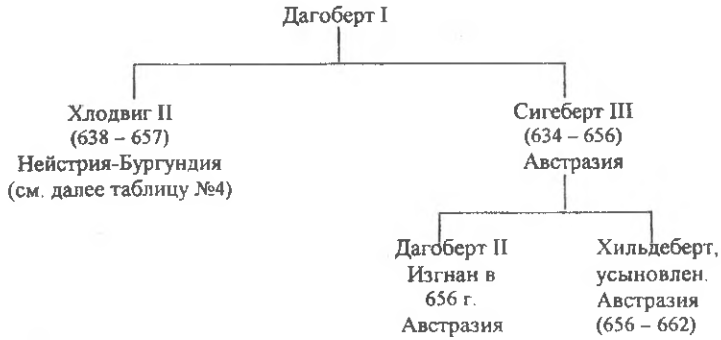 Дагоберт I
Хлодвиг II
(638 – 657)
Нейстрия-Бургундия
(см. далее таблицу №4)
Сигеберт III
(634 – 656)
Австразия
Дагоберт II
Изгнан в
656 г.
Австразия
Хильдеберт,
усыновлен.
Австразия
(656 – 662)